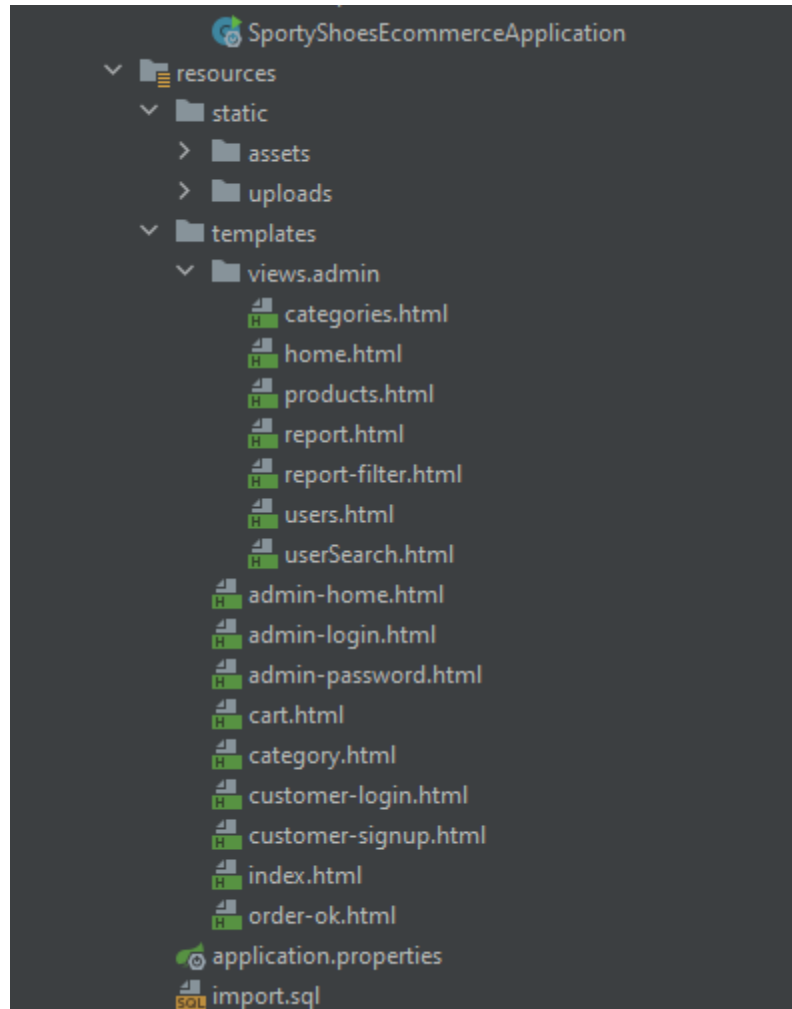 SportyShoesEcommerceApplication
resources
static
assets
uploads
templates
views.admin
H categories.html
H home.html
H products.html
H report.html
H report-filter.html
H users.html
H userSearch.html
H admin-home.html
H admin-login.html
H admin-password.html
H cart.html
H category.html
H customer-login.html
H customer-signup.html
H index.html
H order-ok.html
application.properties
SQL import.sql